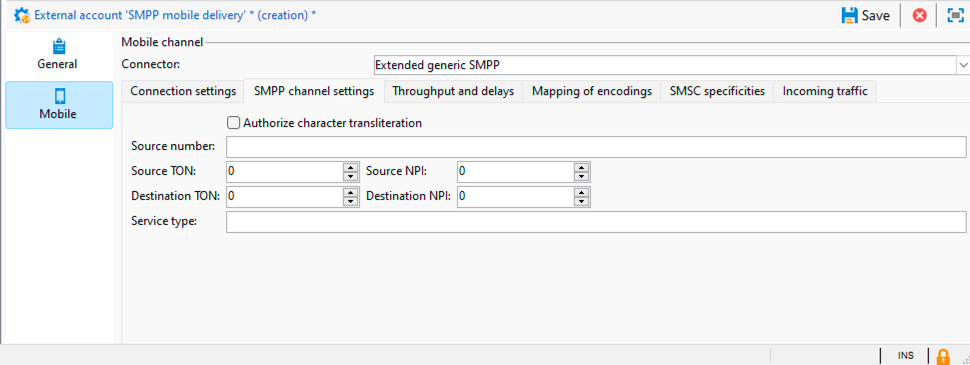 External account 'SMPP mobile delivery' * (creation) *
Save
General
Mobile
Mobile channel
Connector: Extended generic SMPP
Connection settings SMPP channel settings Throughput and delays Mapping of encodings SMSC specificities Incoming traffic
Authorize character transliteration
Source number:
Source TON: 0 Source NPI: 0
Destination TON: 0 Destination NPI: 0
Service type:
INS